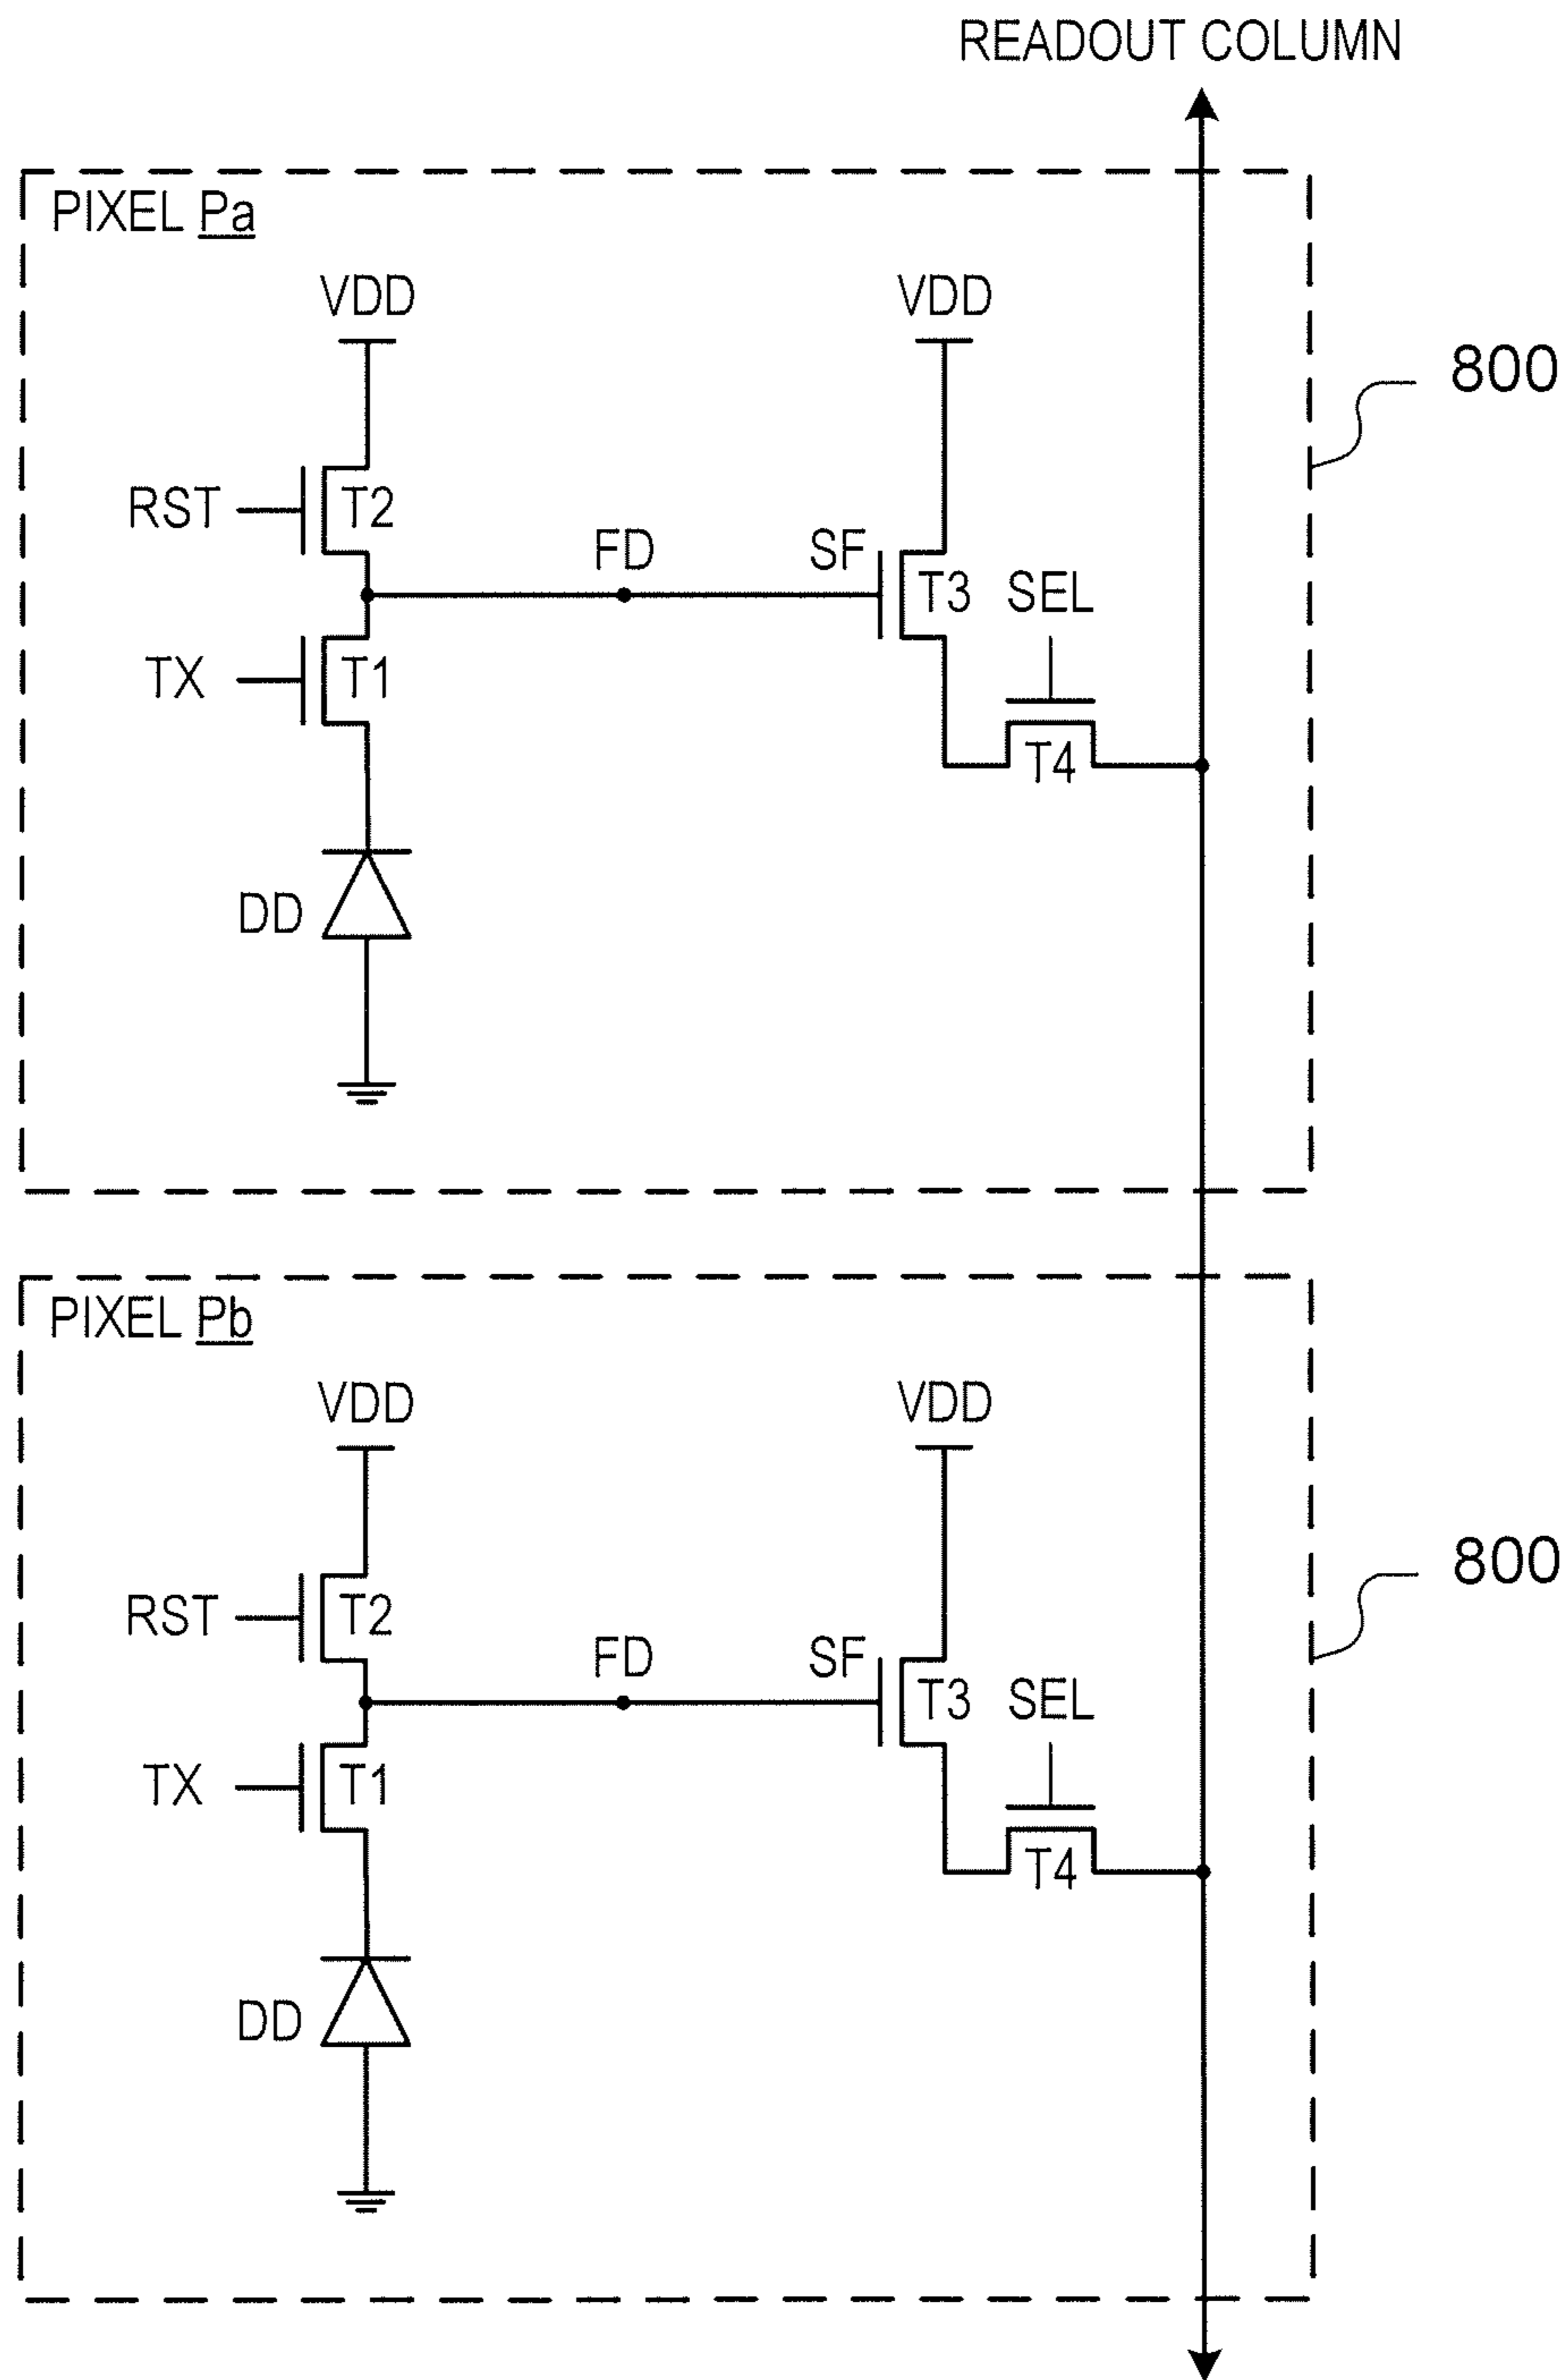 READOUT COLUMN
PIXEL Pa
VDD
VDD
800
RST
T2
FD
SF
T3
SEL
TX
T1
T4
DD
PIXEL Pb
VDD
VDD
800
RST
T2
FD
SF
T3
SEL
TX
T1
T4
DD